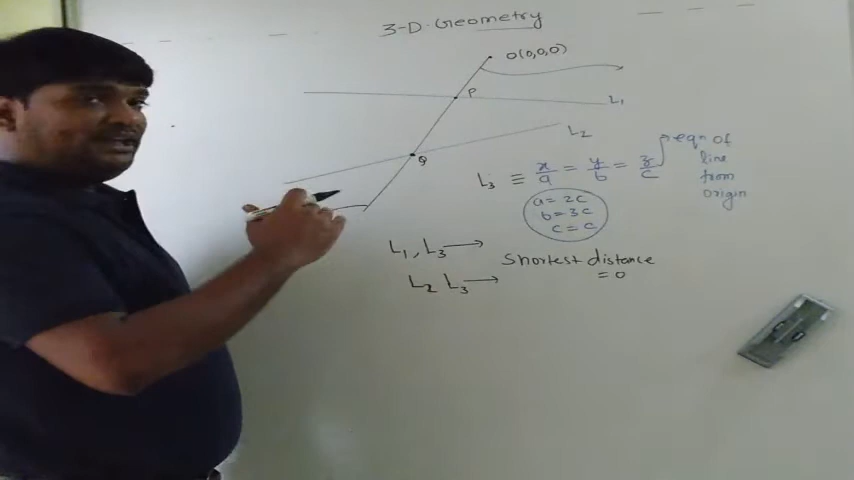 3-D-Geometry
O(0,0,0)
P
L₁
L₂
Q
L₃ ≡ x/a = y/b = z/c
eqn of
line
from
origin
a = 2c
b = 3c
c = c
L₁, L₃ → Shortest distance
L₂ L₃ → = 0